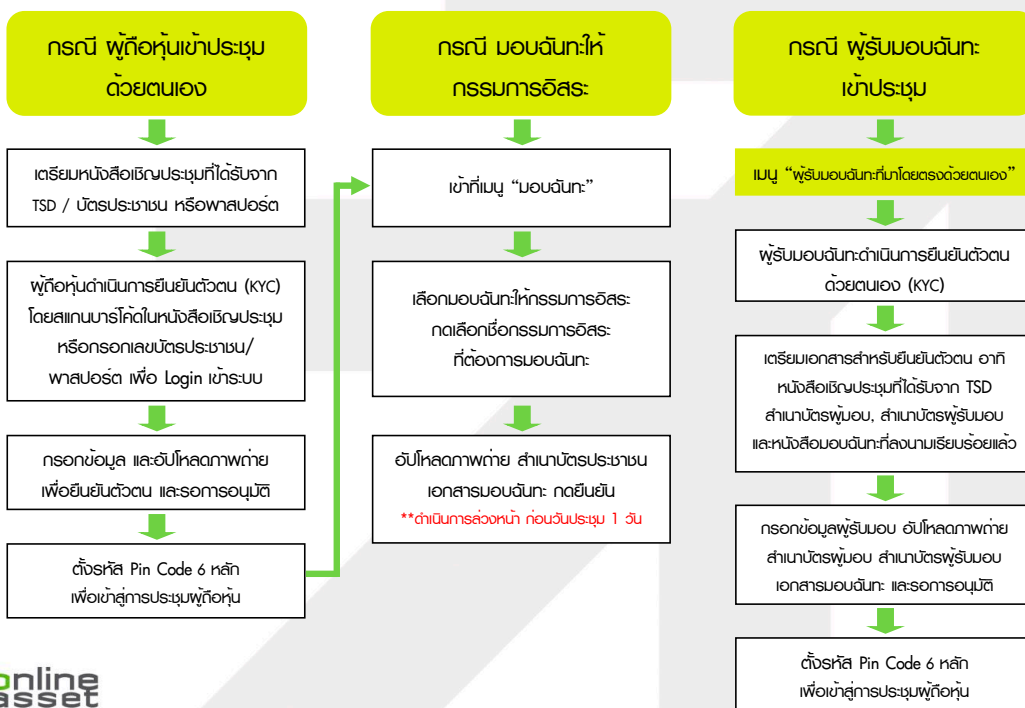 กรณี ผู้ถือหุ้นเข้าประชุม
ด้วยตนเอง
เตรียมหนังสือเชิญประชุมที่ได้รับจาก
TSD / บัตรประชาชน หรือพาสปอร์ต
ผู้ถือหุ้นดำเนินการยืนยันตัวตน (KYC)
โดยสแกนบาร์โค้ดในหนังสือเชิญประชุม
หรือกรอกเลขบัตรประชาชน/
พาสปอร์ต เพื่อ Login เข้าระบบ
กรอกข้อมูล และอัปโหลดภาพถ่าย
เพื่อยืนยันตัวตน และรอการอนุมัติ
ตั้งรหัส Pin Code 6 หลัก
เพื่อเข้าสู่การประชุมผู้ถือหุ้น
กรณี มอบฉันทะให้
กรรมการอิสระ
เข้าที่เมนู “มอบฉันทะ”
เลือกมอบฉันทะให้กรรมการอิสระ
กดเลือกชื่อกรรมการอิสระ
ที่ต้องการมอบฉันทะ
อัปโหลดภาพถ่าย สำเนาบัตรประชาชน
เอกสารมอบฉันทะ กดยืนยัน
**ดำเนินการล่วงหน้า ก่อนวันประชุม 1 วัน
กรณี ผู้รับมอบฉันทะ
เข้าประชุม
เมนู “ผู้รับมอบฉันทะที่มาโดยตรงด้วยตนเอง”
ผู้รับมอบฉันทะดำเนินการยืนยันตัวตน
ด้วยตนเอง (KYC)
เตรียมเอกสารสำหรับยืนยันตัวตน อาทิ
หนังสือเชิญประชุมที่ได้รับจาก TSD
สำเนาบัตรผู้มอบ, สำเนาบัตรผู้รับมอบ
และหนังสือมอบฉันทะที่ลงนามเรียบร้อยแล้ว
กรอกข้อมูลผู้รับมอบ อัปโหลดภาพถ่าย
สำเนาบัตรผู้มอบ สำเนาบัตรผู้รับมอบ
เอกสารมอบฉันทะ และรอการอนุมัติ
ตั้งรหัส Pin Code 6 หลัก
เพื่อเข้าสู่การประชุมผู้ถือหุ้น
online
asset